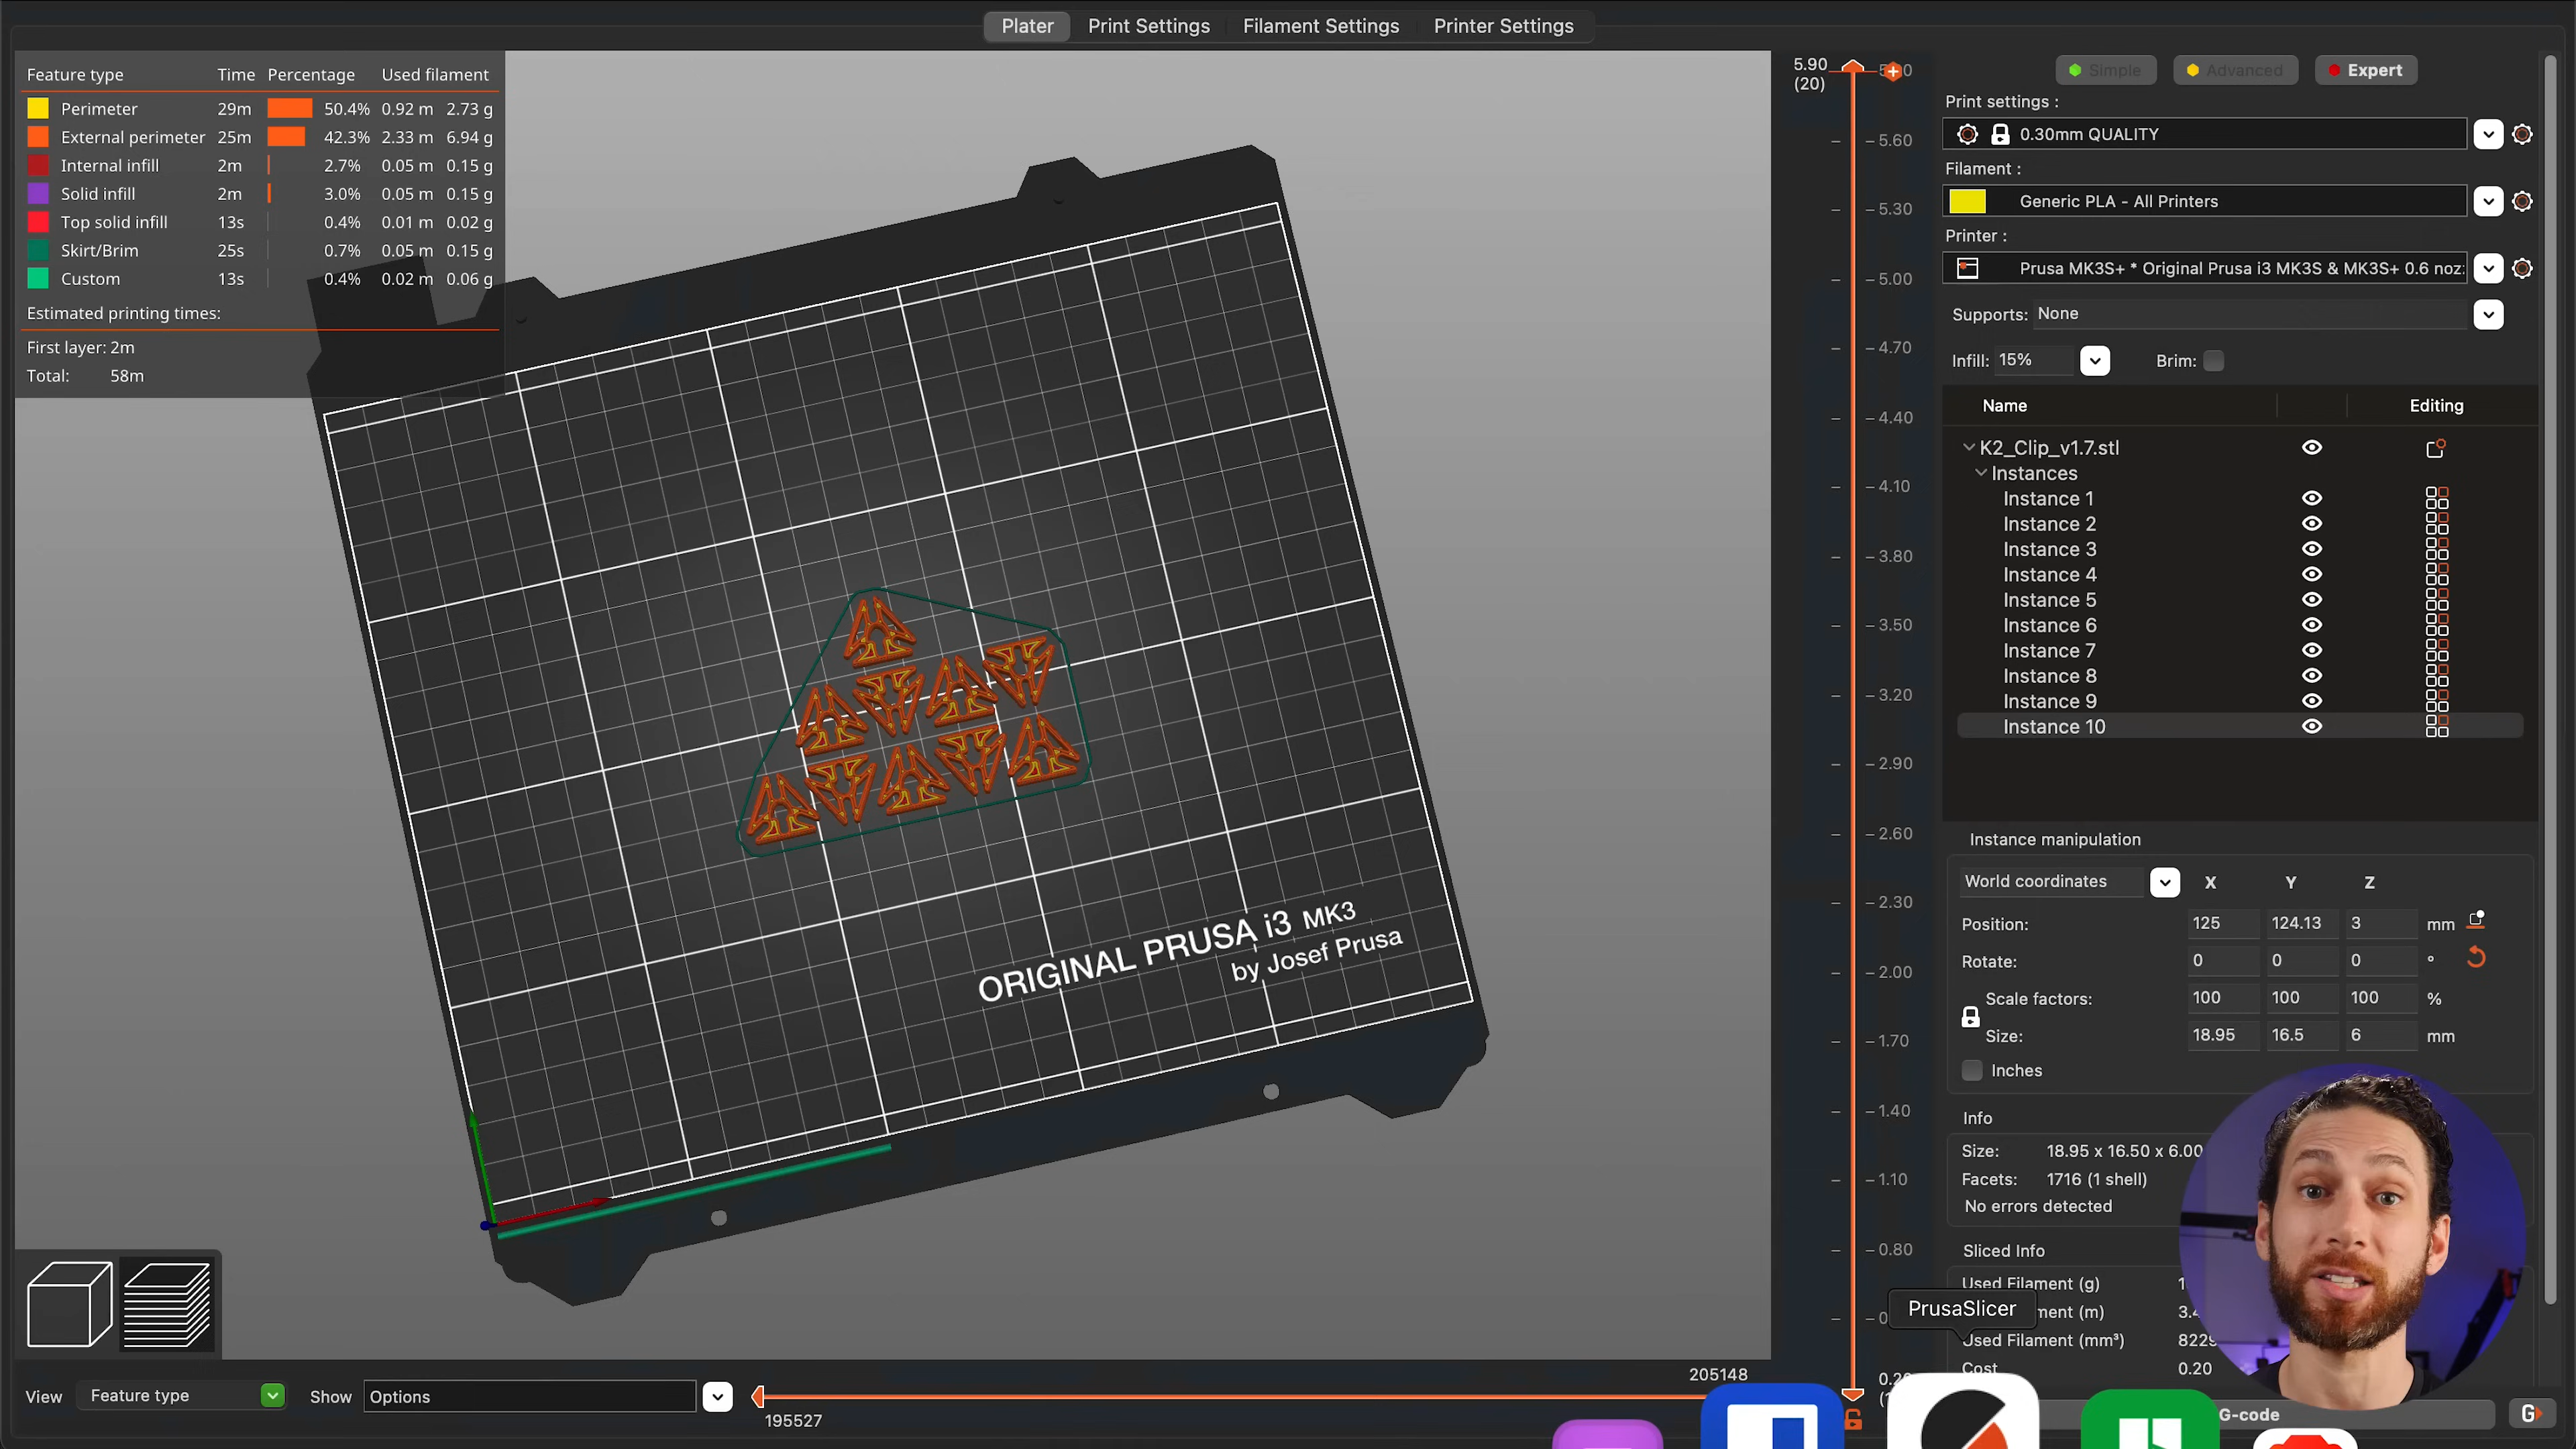 Plater Print Settings Filament Settings Printer Settings
Feature type Time Percentage Used filament
Perimeter 29m 50.4% 0.92 m 2.73 g
External perimeter 25m 42.3% 2.33 m 6.94 g
Internal infill 2m 2.7% 0.05 m 0.15 g
Solid infill 2m 3.0% 0.05 m 0.15 g
Top solid infill 13s 0.4% 0.01 m 0.02 g
Skirt/Brim 25s 0.7% 0.05 m 0.15 g
Custom 13s 0.4% 0.02 m 0.06 g
Estimated printing times:
First layer: 2m
Total: 58m
ORIGINAL PRUSA i3 MK3
by Josef Prusa
5.90
(20)
5.60
5.30
5.00
4.70
4.40
4.10
3.80
3.50
3.20
2.90
2.60
2.30
2.00
1.70
1.40
1.10
0.80
Simple Advanced Expert
Print settings :
0.30mm QUALITY
Filament :
Generic PLA - All Printers
Printer :
Prusa MK3S+ * Original Prusa i3 MK3S & MK3S+ 0.6 noz
Supports: None
Infill: 15% Brim:
Name Editing
K2_Clip_v1.7.stl
Instances
Instance 1
Instance 2
Instance 3
Instance 4
Instance 5
Instance 6
Instance 7
Instance 8
Instance 9
Instance 10
Instance manipulation
World coordinates X Y Z
Position: 125 124.13 3 mm
Rotate: 0 0 0 °
Scale factors: 100 100 100 %
Size: 18.95 16.5 6 mm
Inches
Info
Size: 18.95 x 16.50 x 6.00
Facets: 1716 (1 shell)
No errors detected
Sliced Info
Used Filament (g)
PrusaSlicer
Used Filament (mm³) 8229
Cost 0.20
G-code
View Feature type Show Options
195527
205148